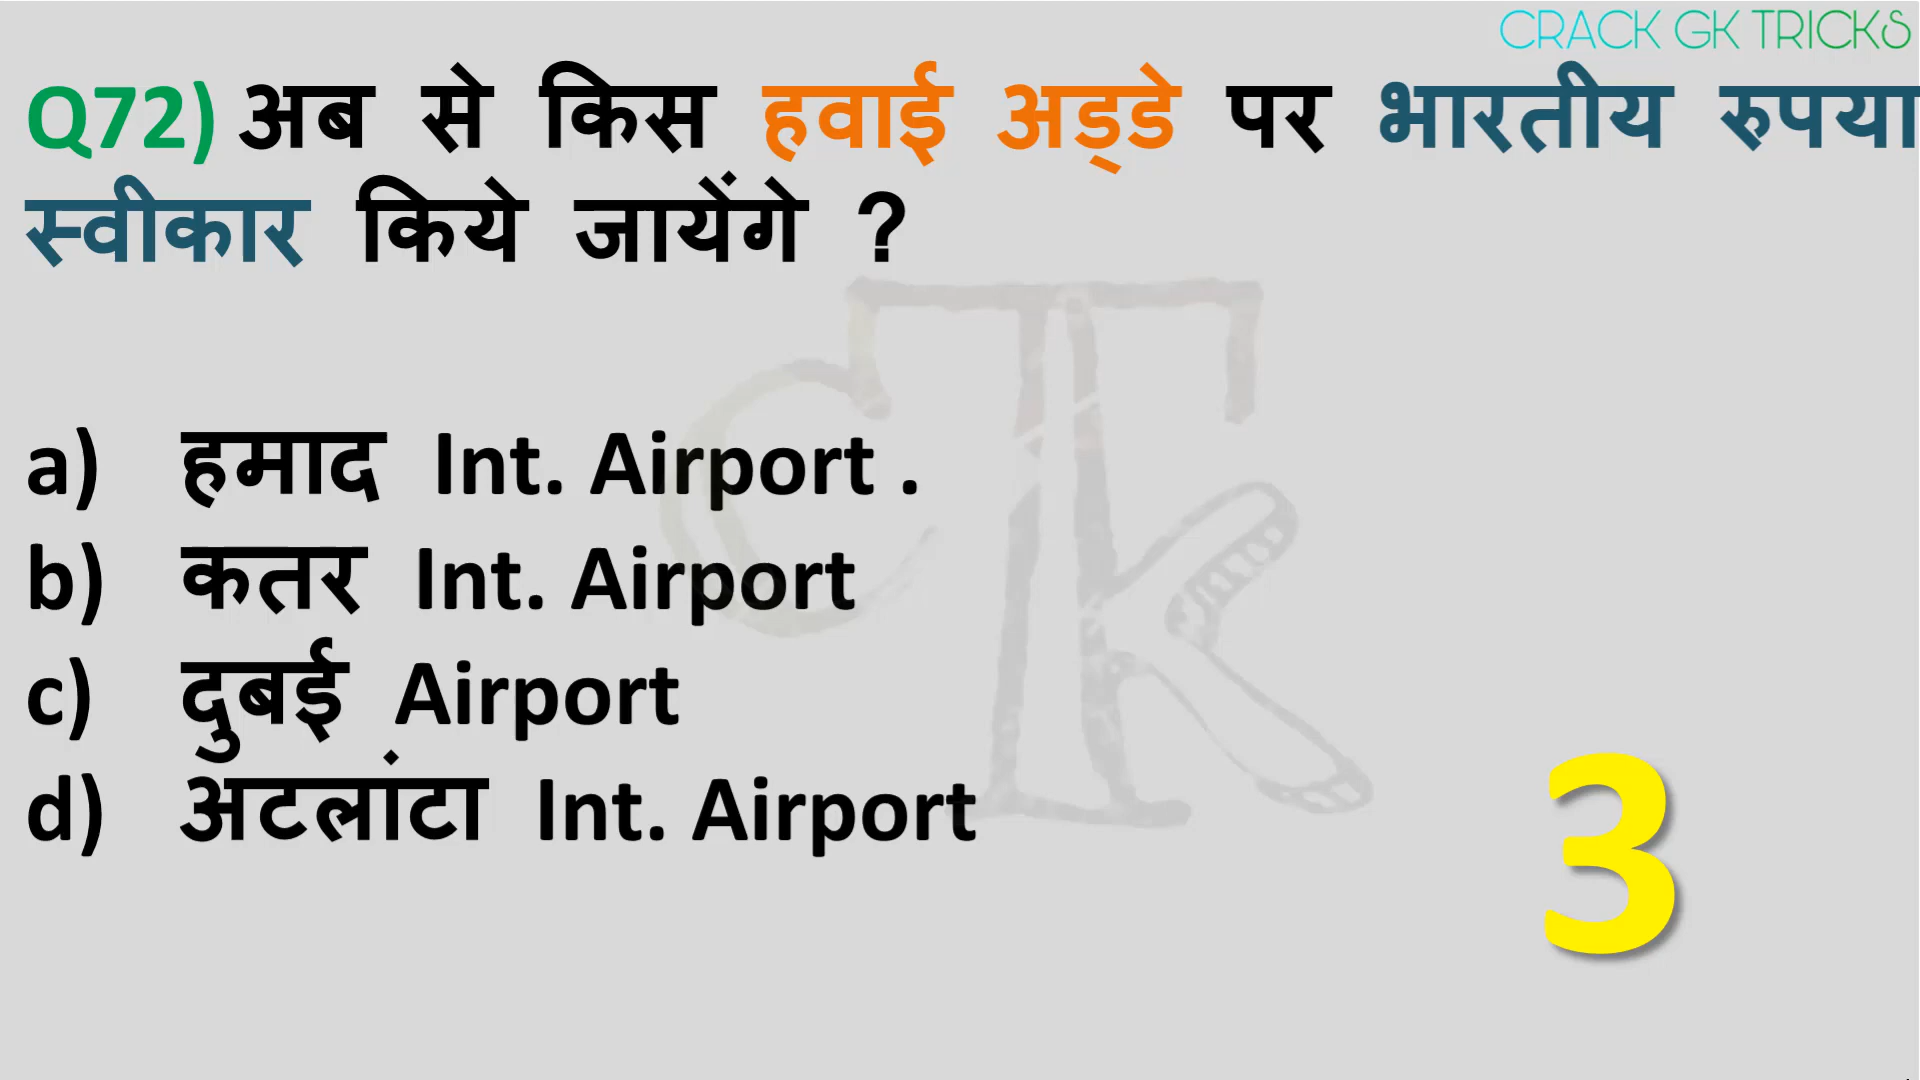 CRACK GK TRICKS
Q72) अब से किस हवाई अड्डे पर भारतीय रुपया
स्वीकार किये जायेंगे ?
a) हमाद Int. Airport .
b) कतर Int. Airport
c) दुबई Airport
d) अटलांटा Int. Airport
3
CTK